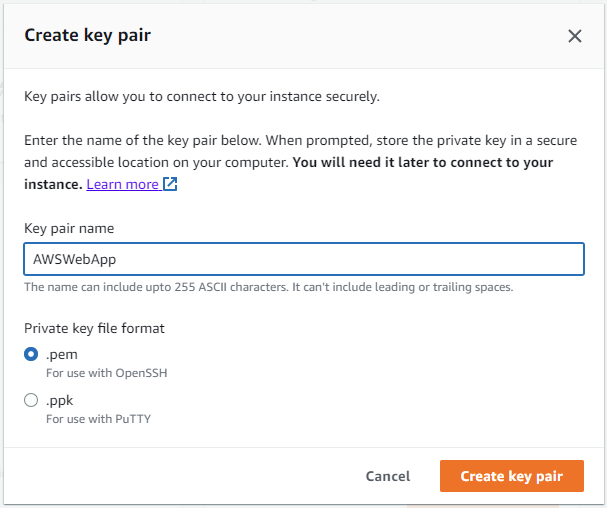 Create key pair
Key pairs allow you to connect to your instance securely.
Enter the name of the key pair below. When prompted, store the private key in a secure
and accessible location on your computer. You will need it later to connect to your
instance. Learn more
Key pair name
AWSWebApp
The name can include upto 255 ASCII characters. It can't include leading or trailing spaces.
Private key file format
.pem
For use with OpenSSH
.ppk
For use with PuTTY
Cancel
Create key pair